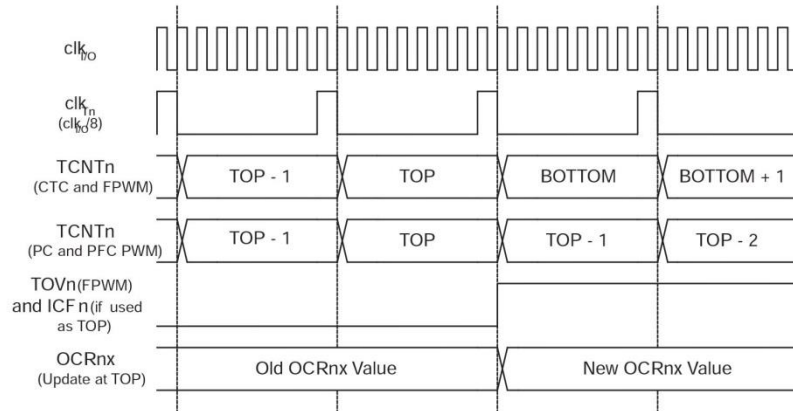 clkI/O
clkTn
(clkI/O/8)
TCNTn
(CTC and FPWM)
TOP - 1
TOP
BOTTOM
BOTTOM + 1
TCNTn
(PC and PFC PWM)
TOP - 1
TOP
TOP - 1
TOP - 2
TOVn(FPWM)
and ICFn(if used
as TOP)
OCRnx
(Update at TOP)
Old OCRnx Value
New OCRnx Value